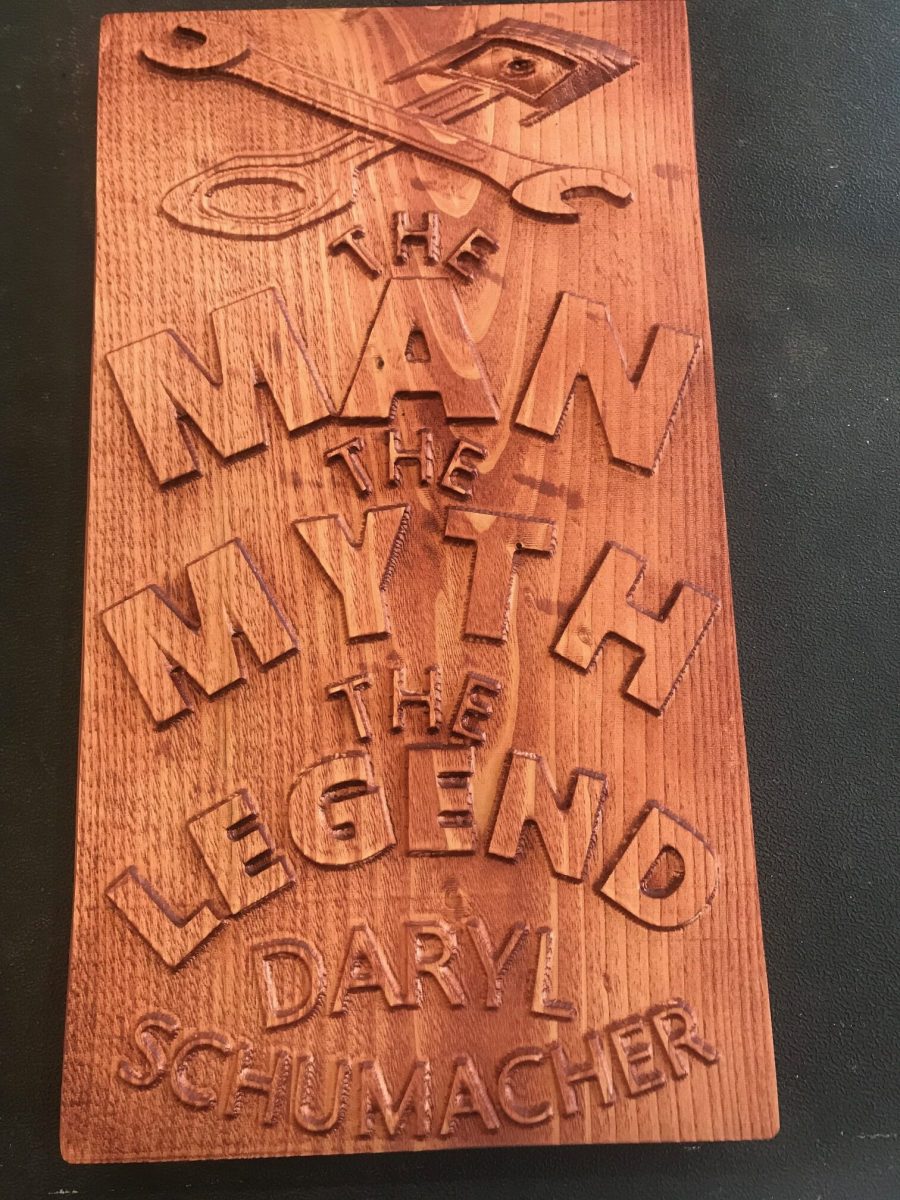 THE
MAN
THE
MYTH
THE
LEGEND
DARYL
SCHUMACHER